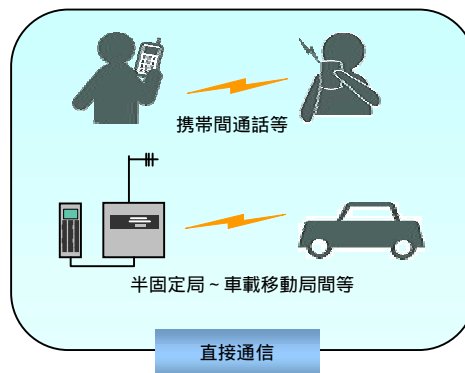 携帯間通話等
半固定局～車載移動局間等
直接通信